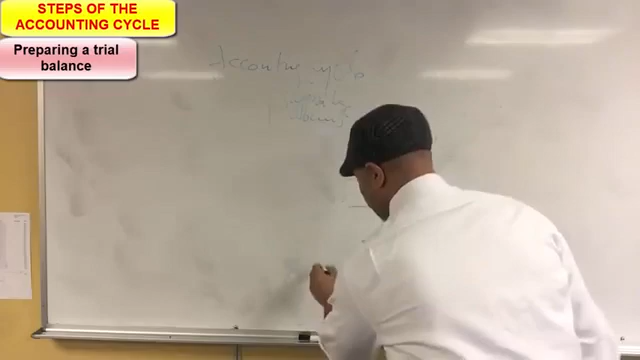 STEPS OF THE
ACCOUNTING CYCLE
Preparing a trial
balance
Accounting cycle